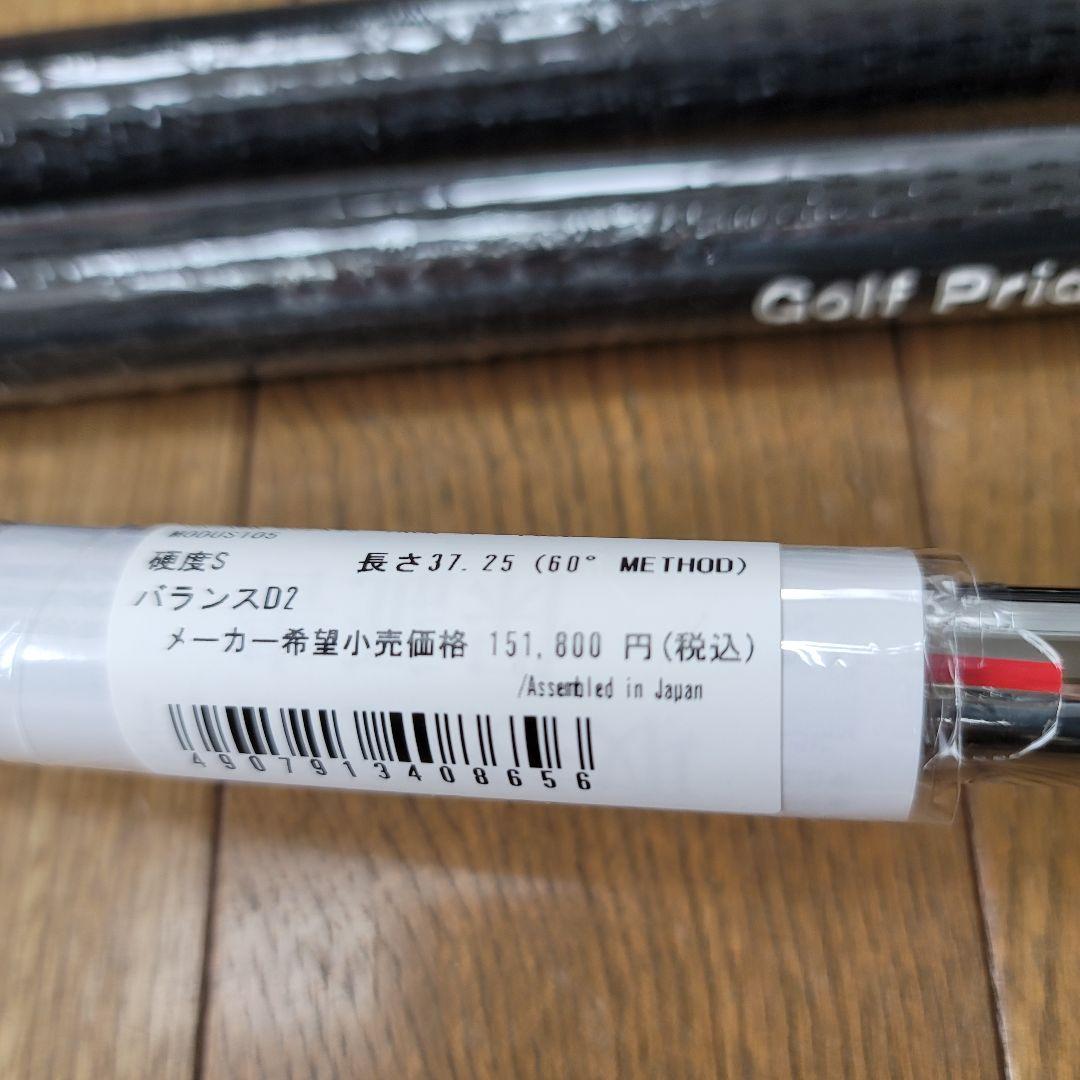 Golf Prid
MODUS105
硬度S 長さ37.25 (60° METHOD)
バランスD2
メーカー希望小売価格 151,800 円(税込)
/Assembled in Japan
4907913408656